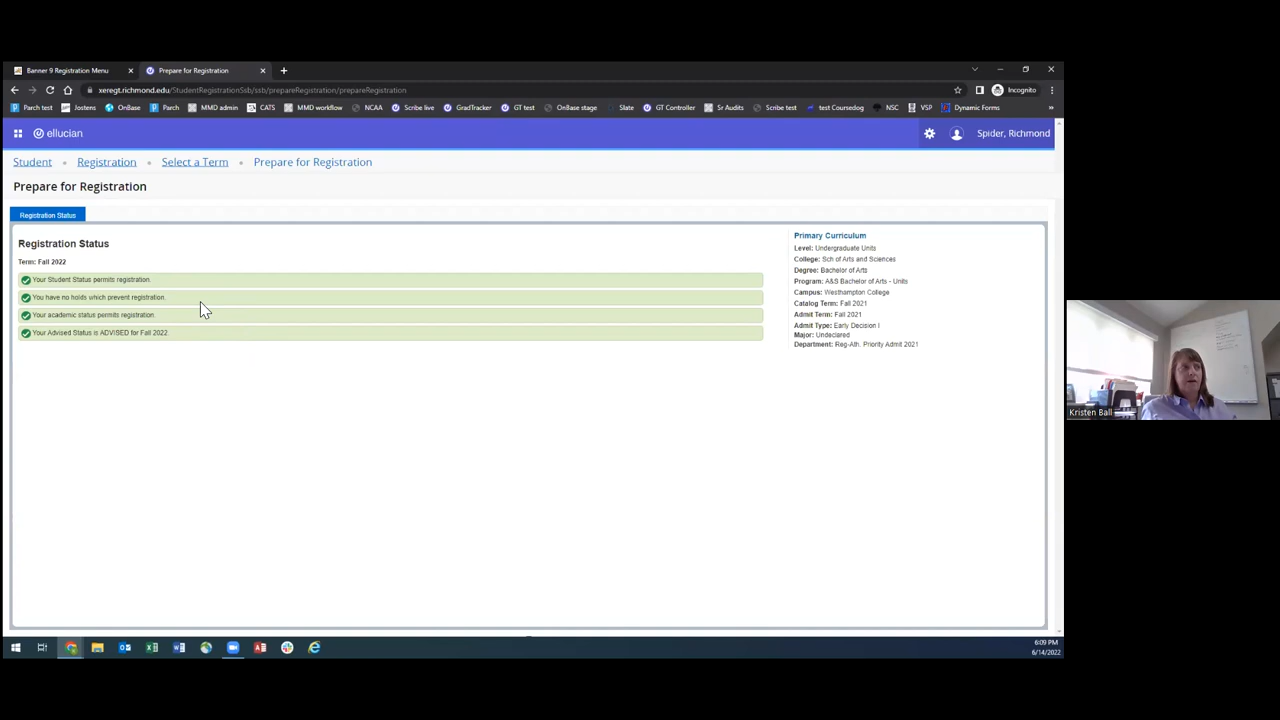 Banner 9 Registration Menu
Prepare for Registration
xeregt.richmond.edu/StudentRegistrationSsb/ssb/prepareRegistration/prepareRegistration
Incognito
Parch test
Jostens
OnBase
Parch
MMD admin
CATS
MMD workflow
NCAA
Scribe live
GradTracker
GT test
OnBase stage
Slate
GT Controller
Sr Audits
Scribe test
test Coursedog
NSC
VSP
Dynamic Forms
ellucian
Spider, Richmond
Student
Registration
Select a Term
Prepare for Registration
Prepare for Registration
Registration Status
Registration Status
Term: Fall 2022
Your Student Status permits registration.
You have no holds which prevent registration.
Your academic status permits registration.
Your Advised Status is ADVISED for Fall 2022.
Primary Curriculum
Level: Undergraduate Units
College: Sch of Arts and Sciences
Degree: Bachelor of Arts
Program: A&S Bachelor of Arts - Units
Campus: Westhampton College
Catalog Term: Fall 2021
Admit Term: Fall 2021
Admit Type: Early Decision I
Major: Undeclared
Department: Reg-Ath. Priority Admit 2021
Kristen Ball
6:09 PM
6/14/2022